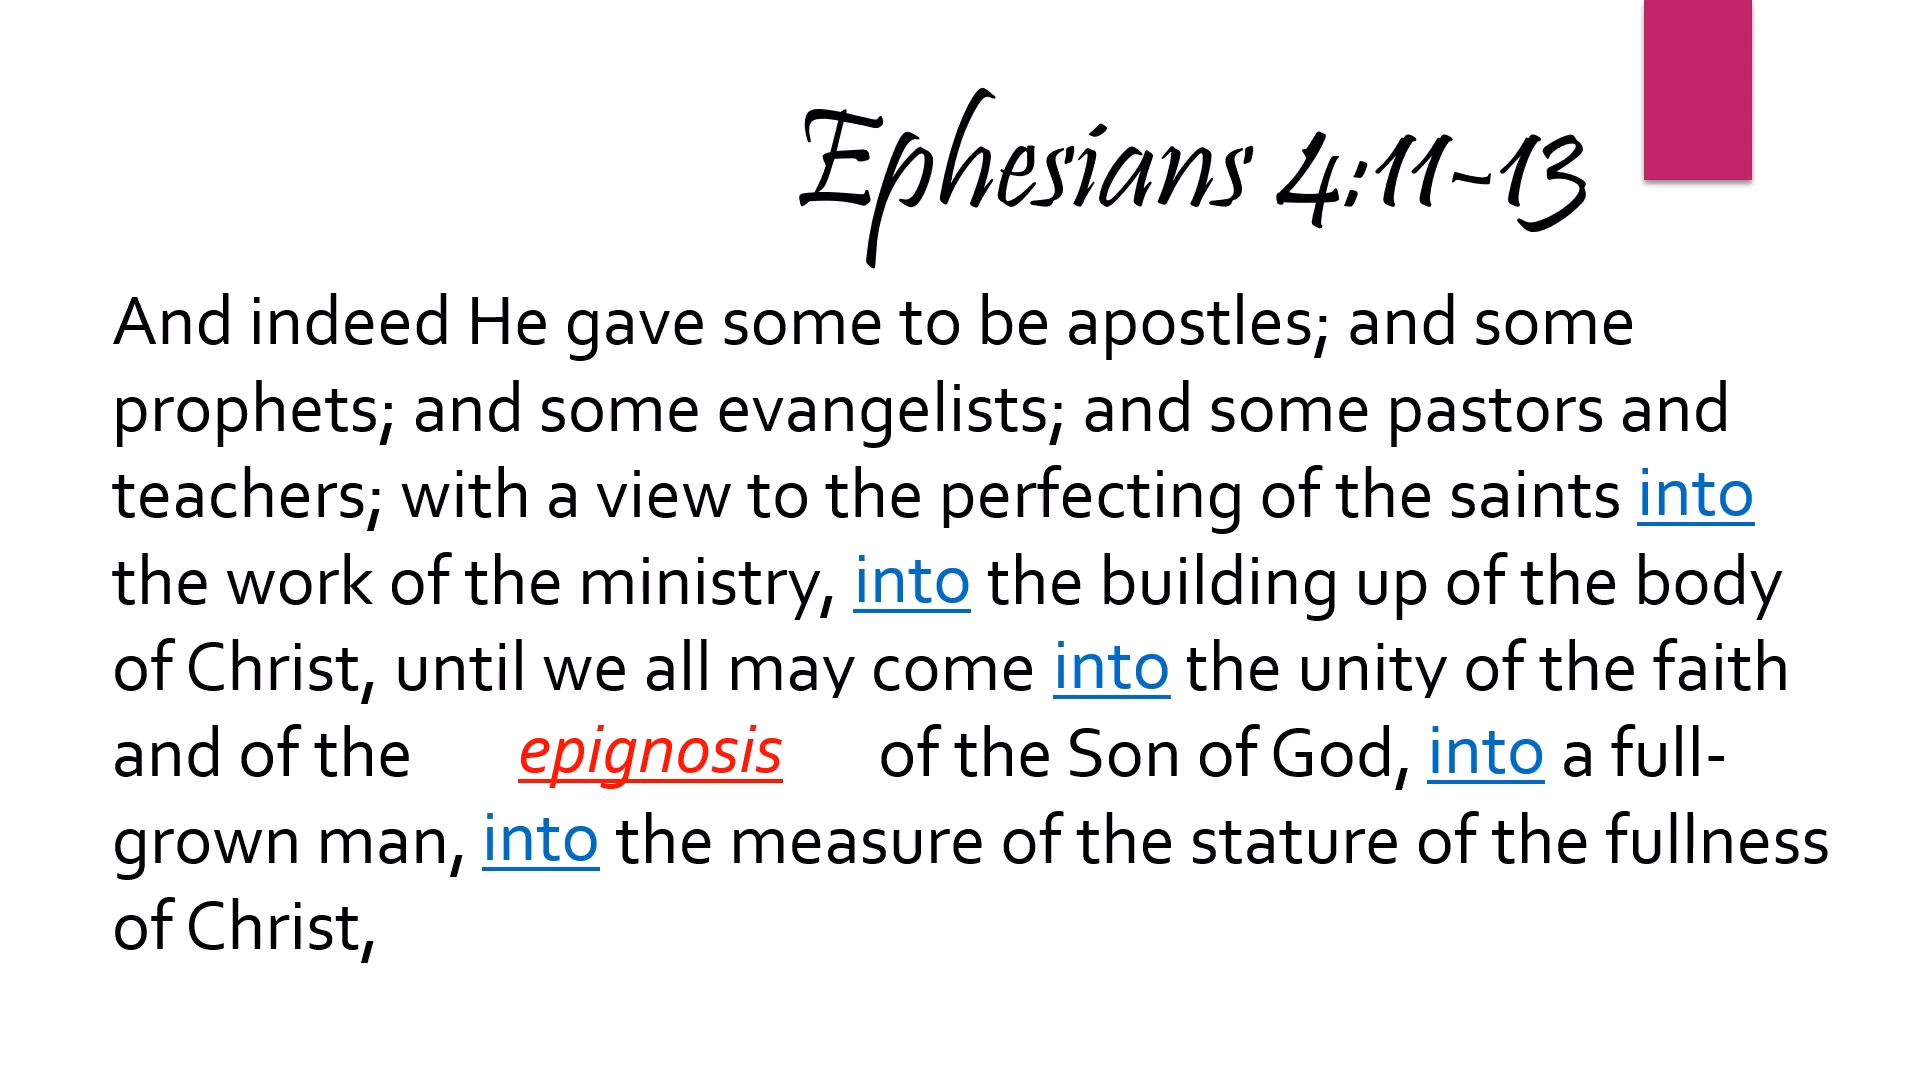 Ephesians 4:11-13
And indeed He gave some to be apostles; and some
prophets; and some evangelists; and some pastors and
teachers; with a view to the perfecting of the saints into
the work of the ministry, into the building up of the body
of Christ, until we all may come into the unity of the faith
and of the epignosis of the Son of God, into a full-
grown man, into the measure of the stature of the fullness
of Christ,